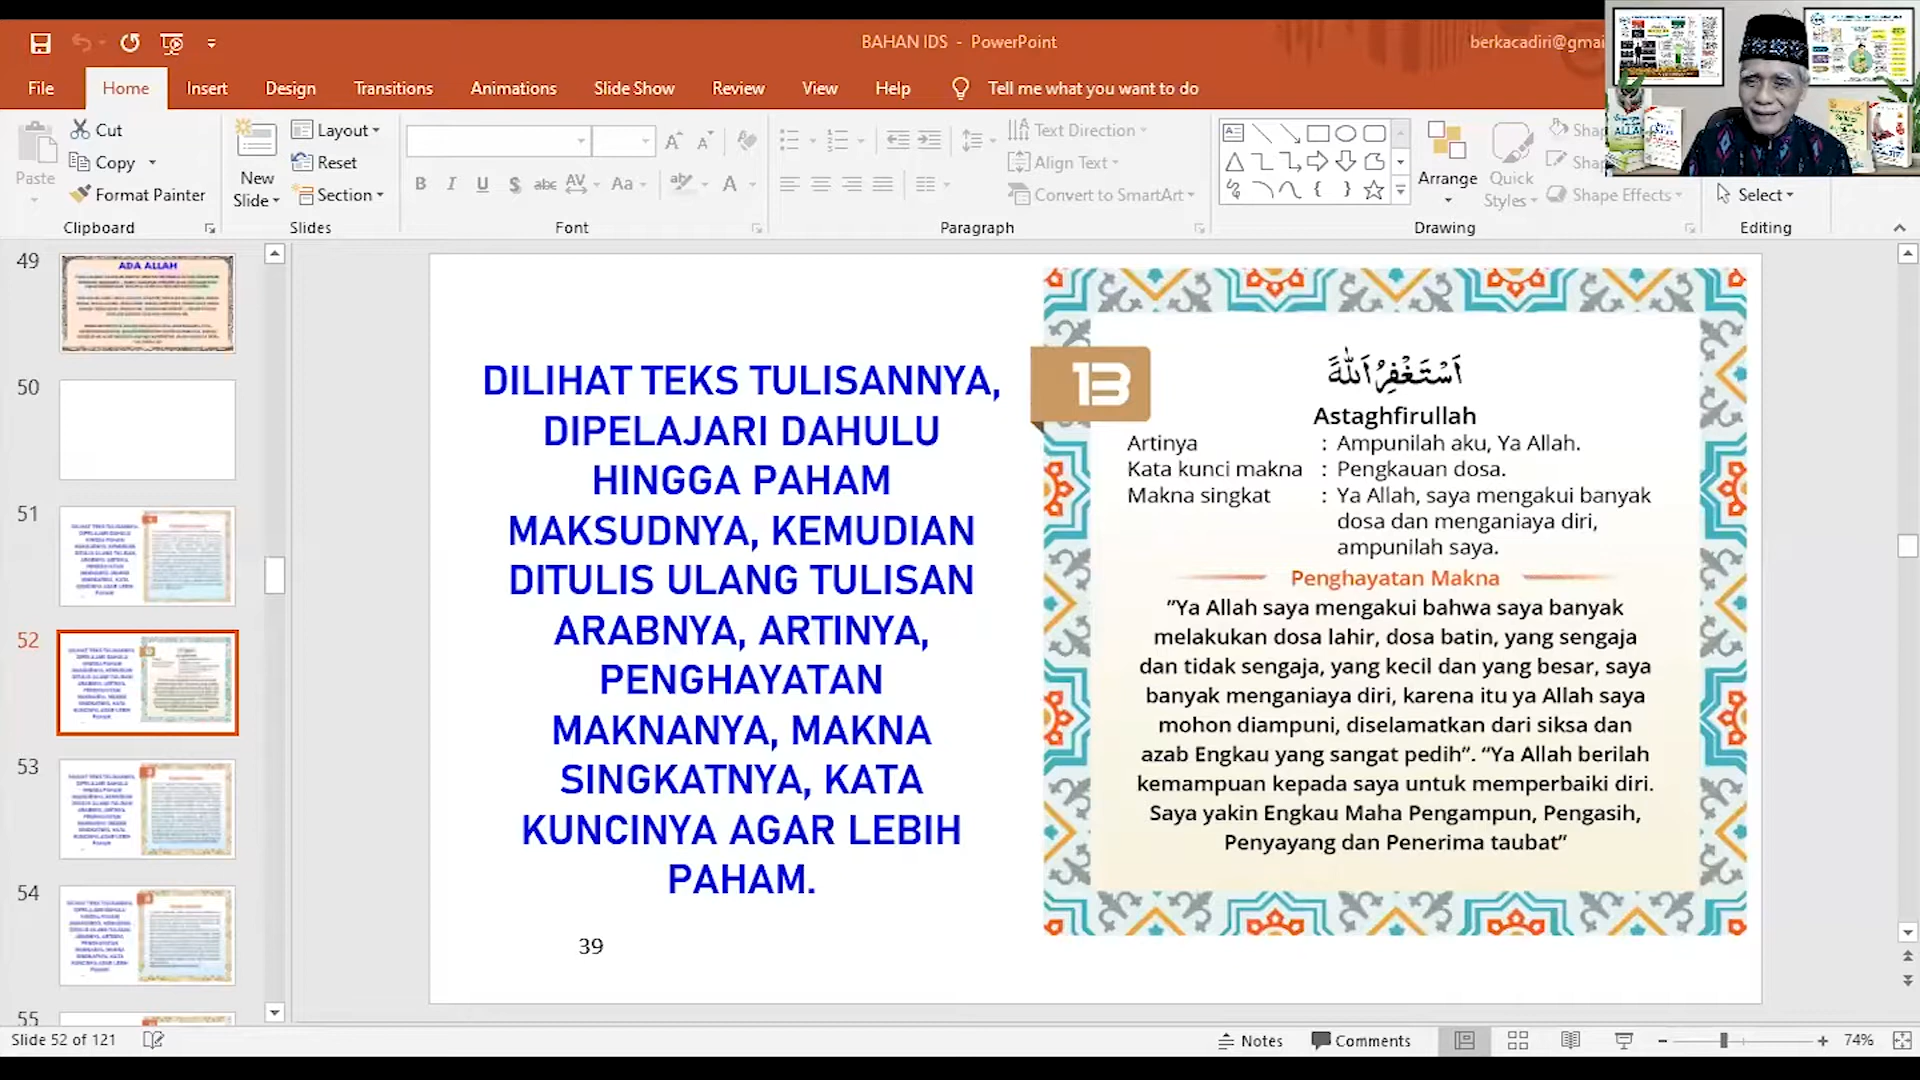 BAHAN IDS - PowerPoint
berkacadiri@gmai
File Home Insert Design Transitions Animations Slide Show Review View Help Tell me what you want to do
Paste
Cut
Copy
Format Painter
Clipboard
New
Slide
Layout
Reset
Section
Slides
Font
Text Direction
Align Text
Convert to SmartArt
Paragraph
Arrange
Quick
Styles
Shape Effects
Drawing
Select
Editing
49
ADA ALLAH
50
51
52
53
54
55
DILIHAT TEKS TULISANNYA,
DIPELAJARI DAHULU
HINGGA PAHAM
MAKSUDNYA, KEMUDIAN
DITULIS ULANG TULISAN
ARABNYA, ARTINYA,
PENGHAYATAN
MAKNANYA, MAKNA
SINGKATNYA, KATA
KUNCINYA AGAR LEBIH
PAHAM.
39
13
اَسْتَغْفِرُ اَللّٰهَ
Astaghfirullah
Artinya : Ampunilah aku, Ya Allah.
Kata kunci makna : Pengkauan dosa.
Makna singkat : Ya Allah, saya mengakui banyak
dosa dan menganiaya diri,
ampunilah saya.
Penghayatan Makna
"Ya Allah saya mengakui bahwa saya banyak
melakukan dosa lahir, dosa batin, yang sengaja
dan tidak sengaja, yang kecil dan yang besar, saya
banyak menganiaya diri, karena itu ya Allah saya
mohon diampuni, diselamatkan dari siksa dan
azab Engkau yang sangat pedih". "Ya Allah berilah
kemampuan kepada saya untuk memperbaiki diri.
Saya yakin Engkau Maha Pengampun, Pengasih,
Penyayang dan Penerima taubat"
Slide 52 of 121
Notes
Comments
74%